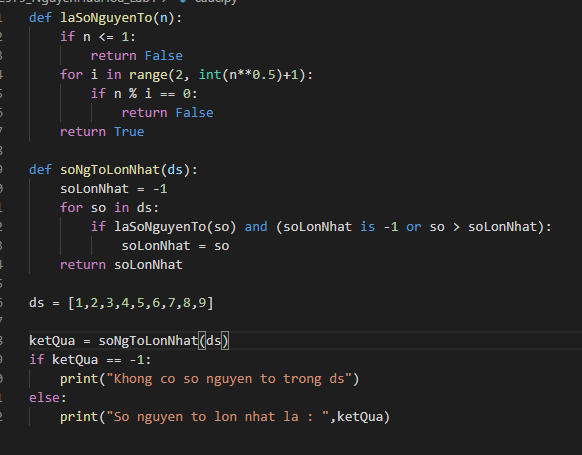 def laSoNguyenTo(n):
    if n <= 1:
        return False
    for i in range(2, int(n**0.5)+1):
        if n % i == 0:
            return False
    return True
def soNgToLonNhat(ds):
    soLonNhat = -1
    for so in ds:
        if laSoNguyenTo(so) and (soLonNhat is -1 or so > soLonNhat):
            soLonNhat = so
    return soLonNhat
ds = [1,2,3,4,5,6,7,8,9]
ketQua = soNgToLonNhat(ds)
if ketQua == -1:
    print("Khong co so nguyen to trong ds")
else:
    print("So nguyen to lon nhat la : ",ketQua)